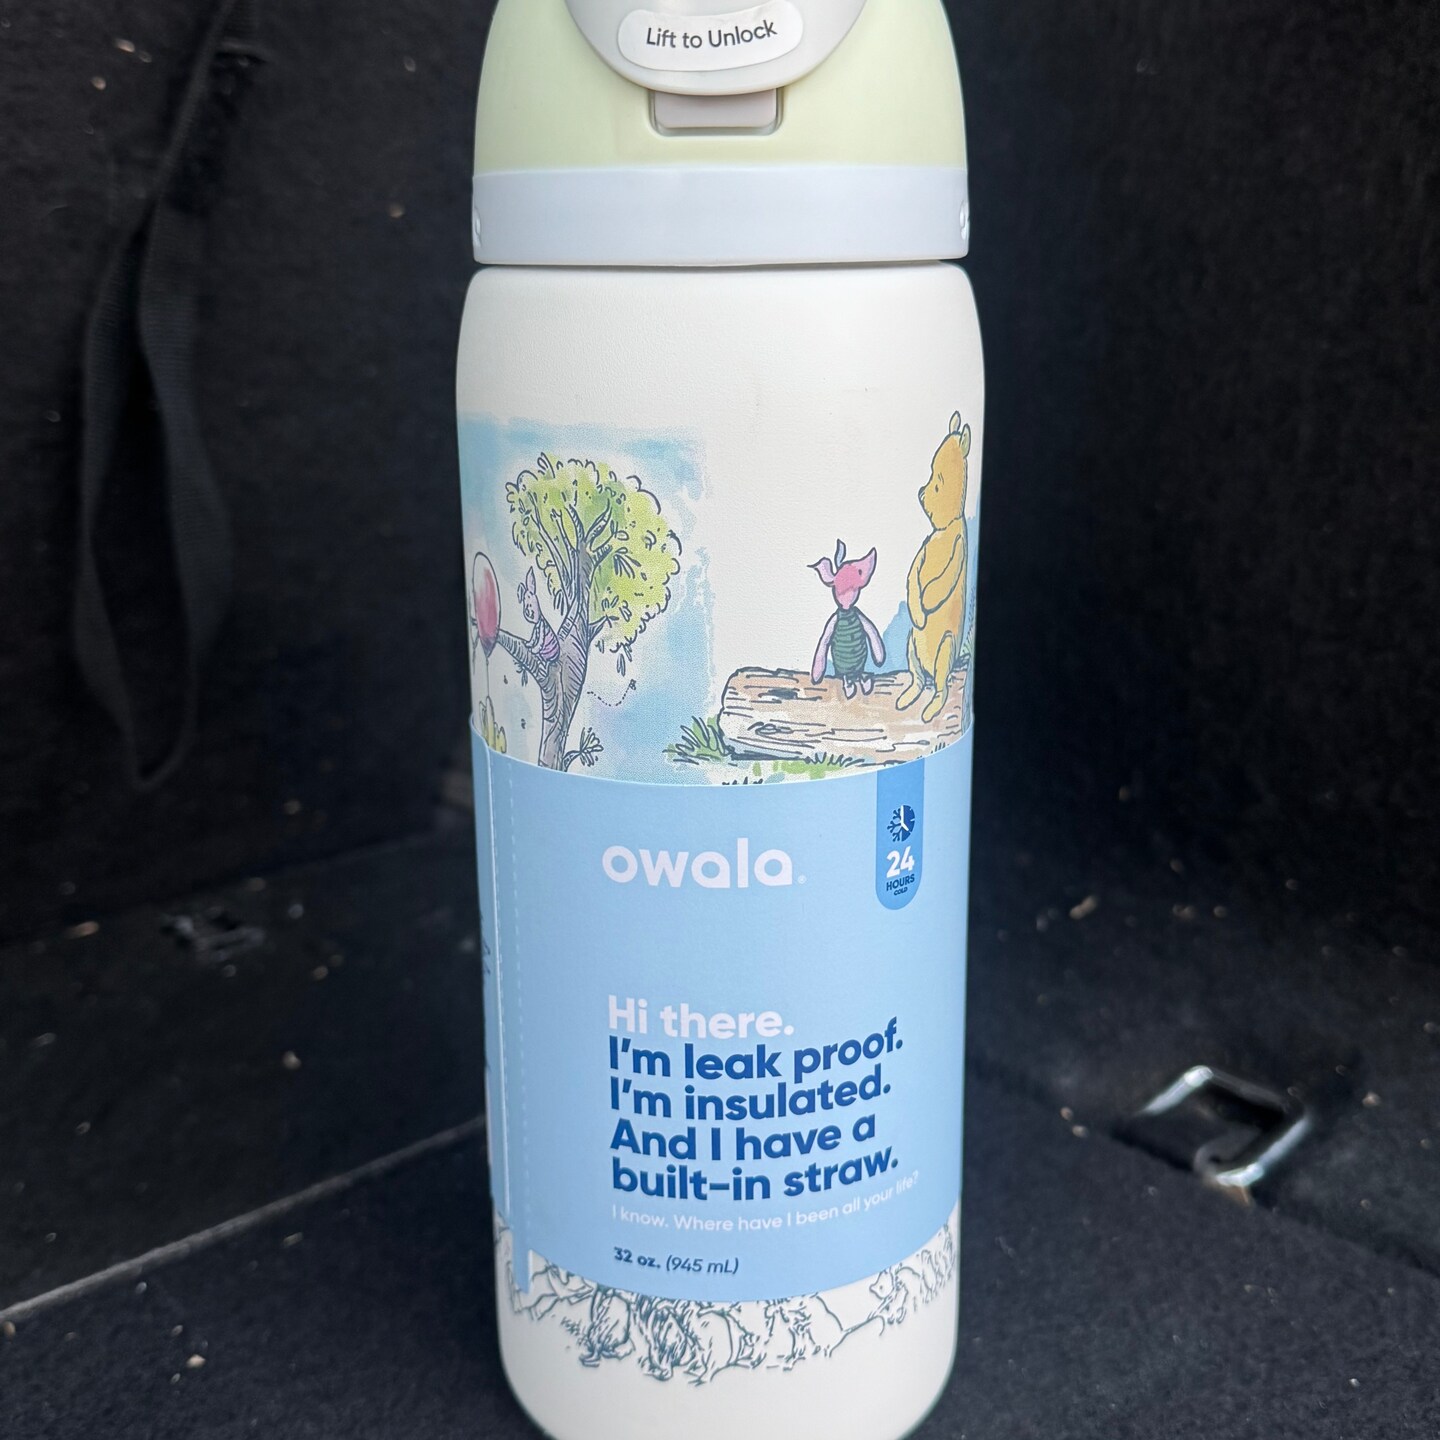 Lift to Unlock
owala
24
HOURS
COLD
Hi there.
I'm leak proof.
I'm insulated.
And I have a
built-in straw.
I know. Where have I been all your life?
32 oz. (945 mL)